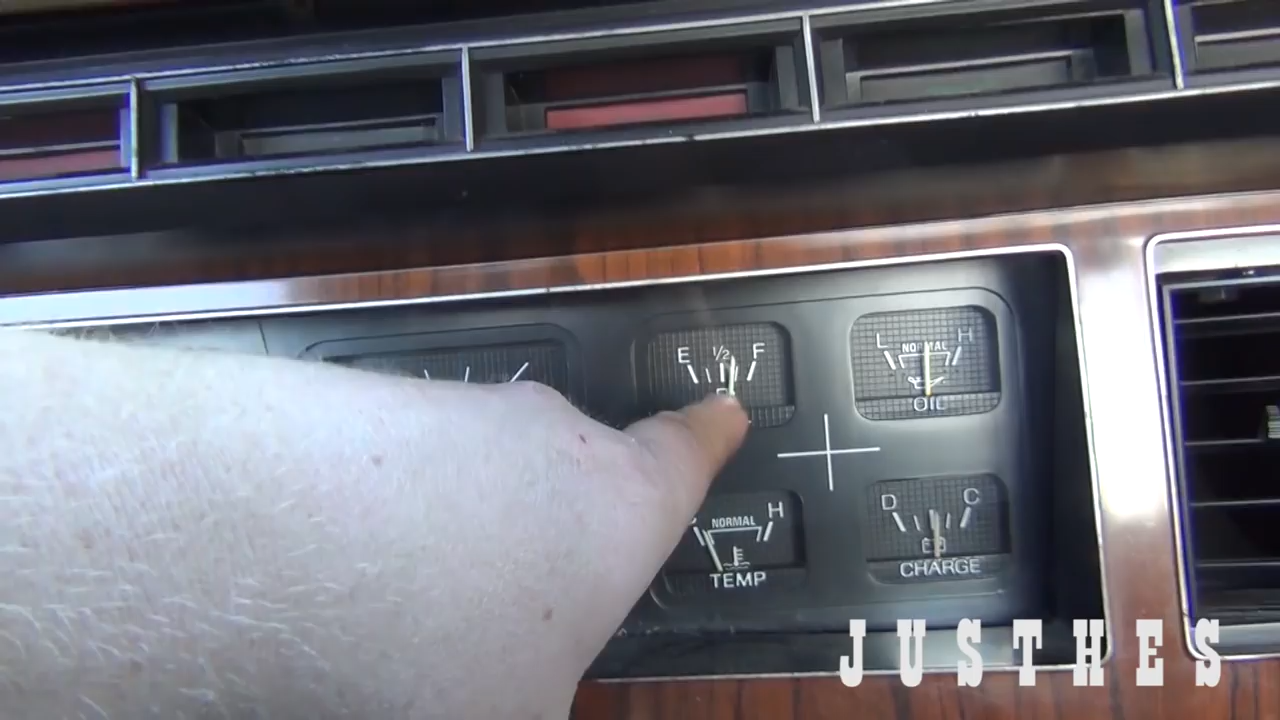 E ½ F
L NORMAL H
OIL
NORMAL H
TEMP
D C
CHARGE
JUSTHES